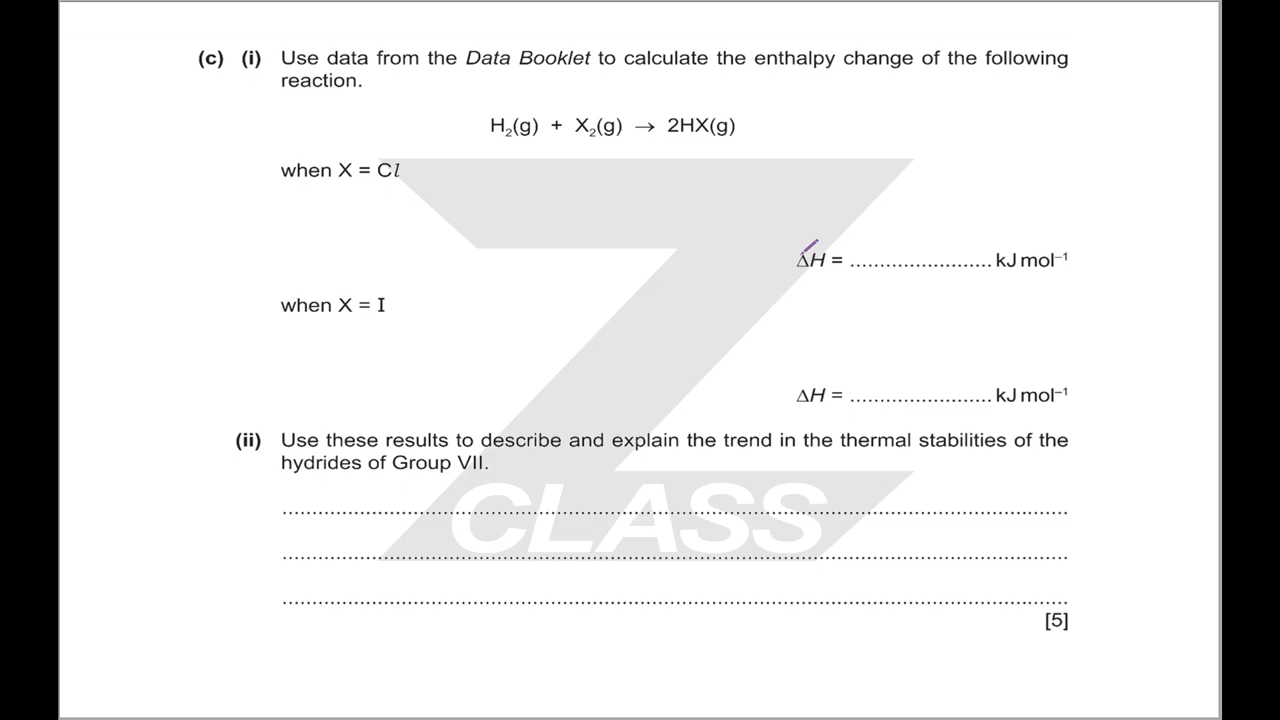 (c) (i) Use data from the Data Booklet to calculate the enthalpy change of the following
reaction.
H₂(g) + X₂(g) → 2HX(g)
when X = Cl
ΔH = ........................ kJ mol⁻¹
when X = I
ΔH = ........................ kJ mol⁻¹
(ii) Use these results to describe and explain the trend in the thermal stabilities of the
hydrides of Group VII.
CLASS
[5]